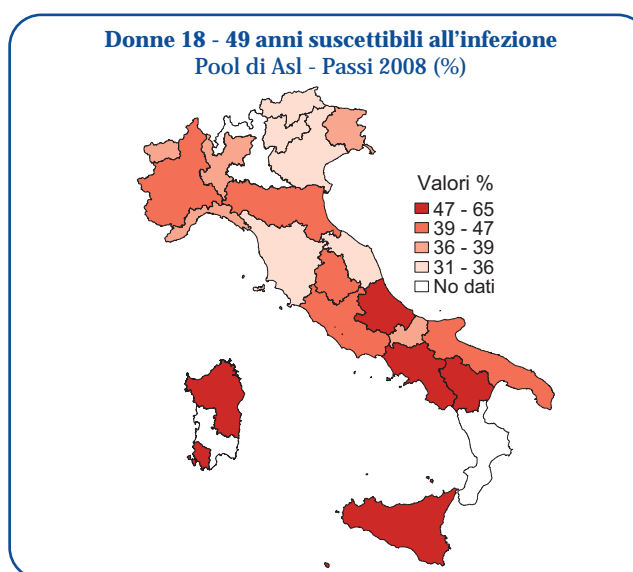 Donne 18 - 49 anni suscettibili all'infezione
Pool di Asl - Passi 2008 (%)
Valori %
47 - 65
39 - 47
36 - 39
31 - 36
No dati